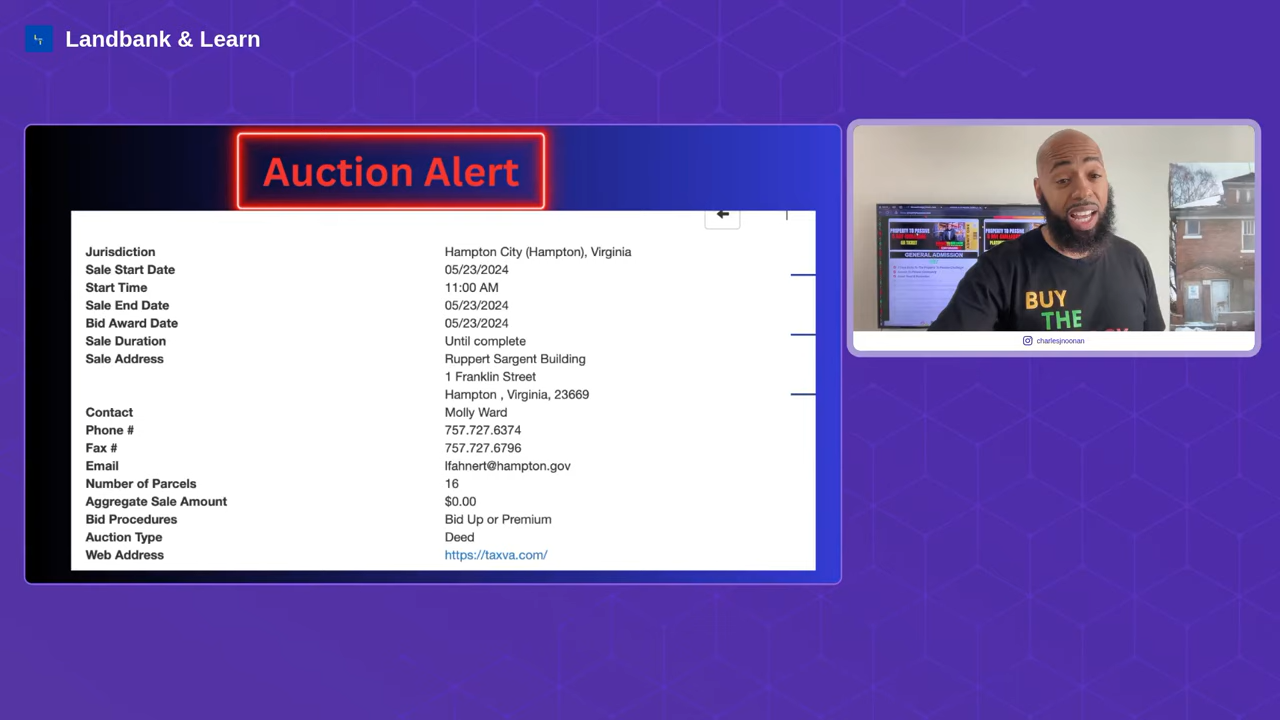 Landbank & Learn
Auction Alert
Jurisdiction Hampton City (Hampton), Virginia
Sale Start Date 05/23/2024
Start Time 11:00 AM
Sale End Date 05/23/2024
Bid Award Date 05/23/2024
Sale Duration Until complete
Sale Address Ruppert Sargent Building
1 Franklin Street
Hampton , Virginia, 23669
Contact Molly Ward
Phone # 757.727.6374
Fax # 757.727.6796
Email lfahnert@hampton.gov
Number of Parcels 16
Aggregate Sale Amount $0.00
Bid Procedures Bid Up or Premium
Auction Type Deed
Web Address https://taxva.com/
PROPERTY TO PASSIVE
GENERAL ADMISSION
BUY
THE
charlesjnoonan